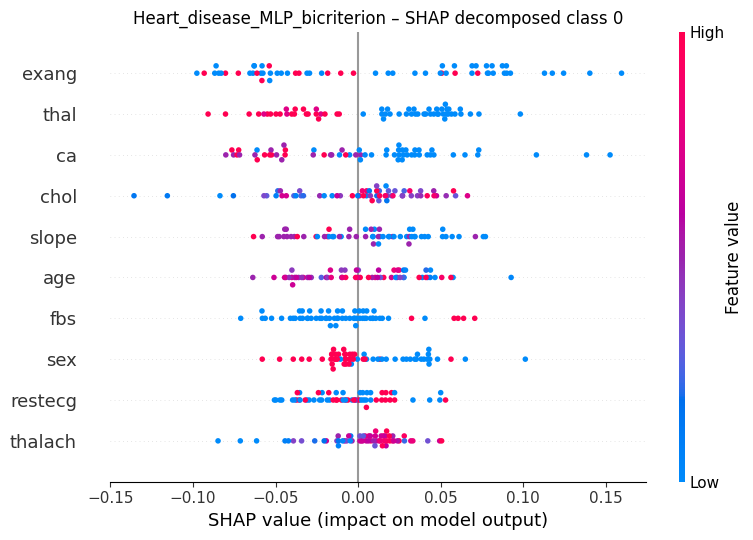 Heart_disease_MLP_bicriterion – SHAP decomposed class 0
High
exang
thal
ca
chol
slope
age
fbs
sex
restecg
thalach
Feature value
Low
−0.15 −0.10 −0.05 0.00 0.05 0.10 0.15
SHAP value (impact on model output)